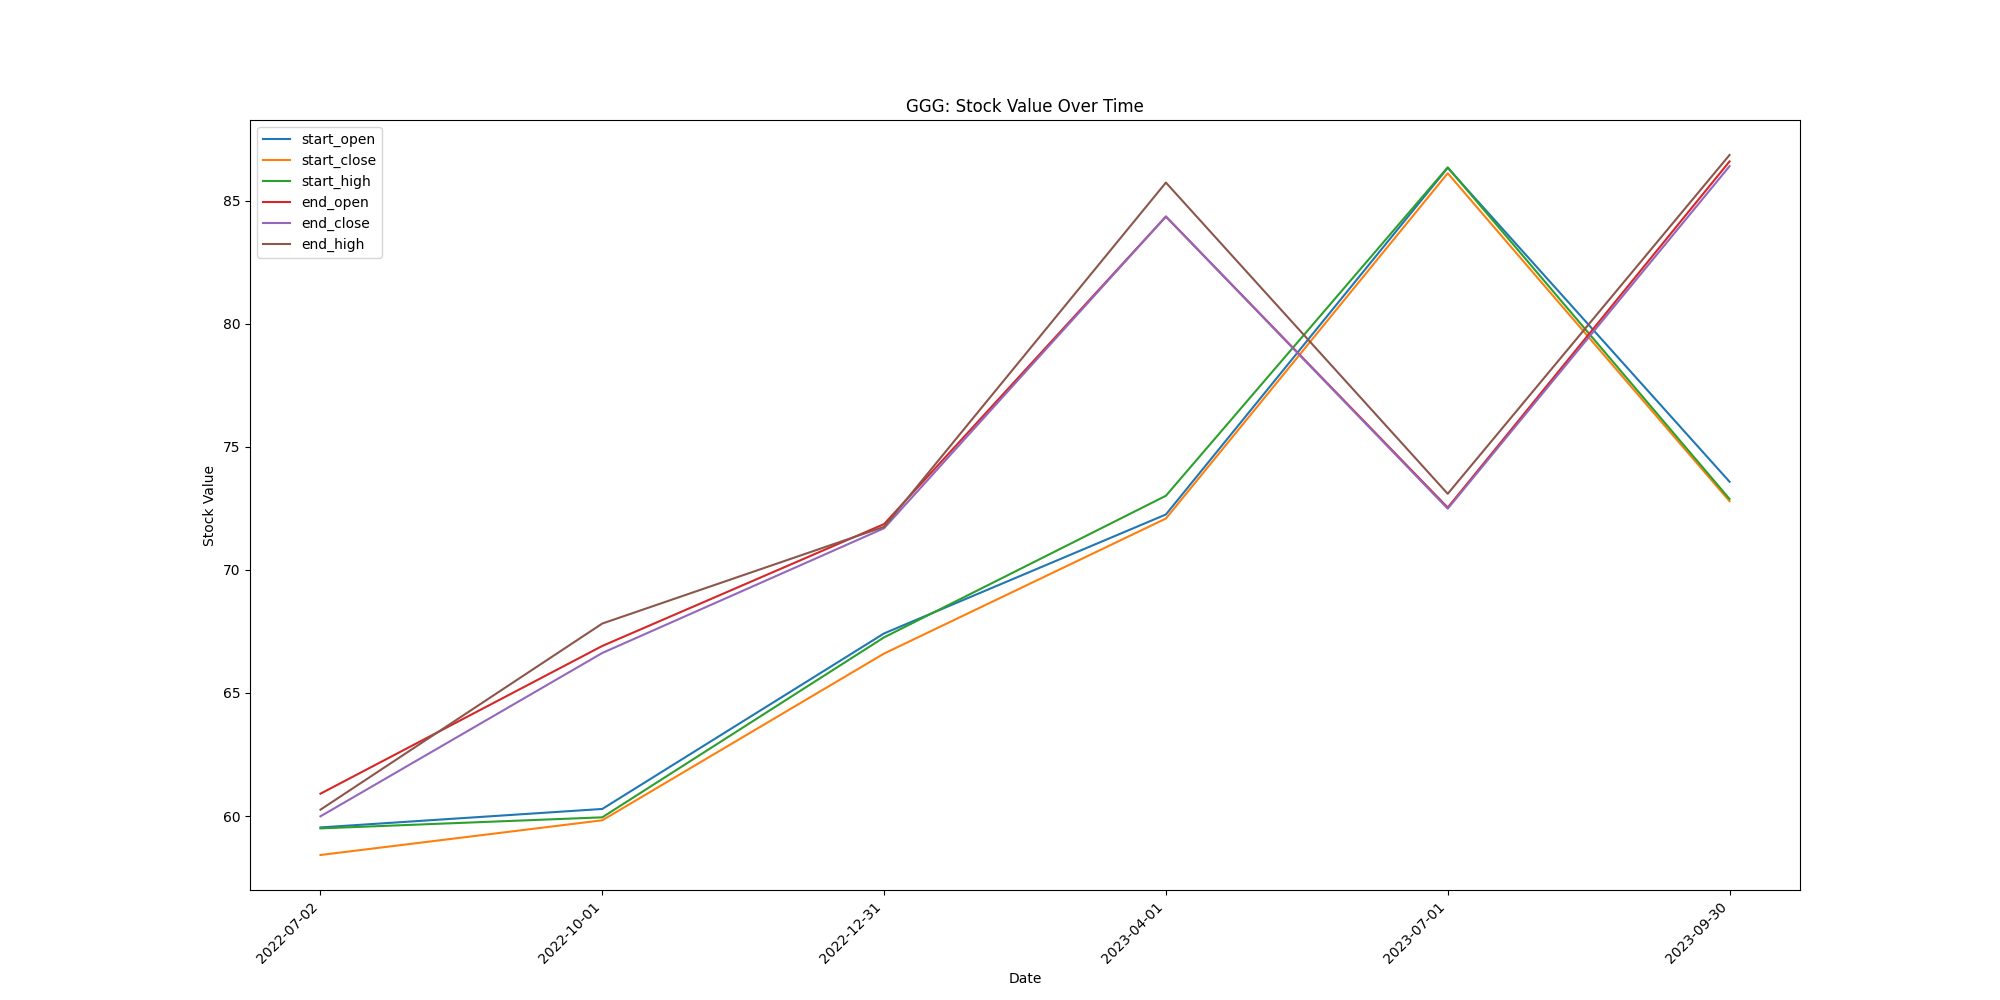 GGG: Stock Value Over Time
start_open
start_close
start_high
end_open
end_close
end_high
Stock Value
85
80
75
70
65
60
2022-07-02
2022-10-01
2022-12-31
2023-04-01
2023-07-01
2023-09-30
Date